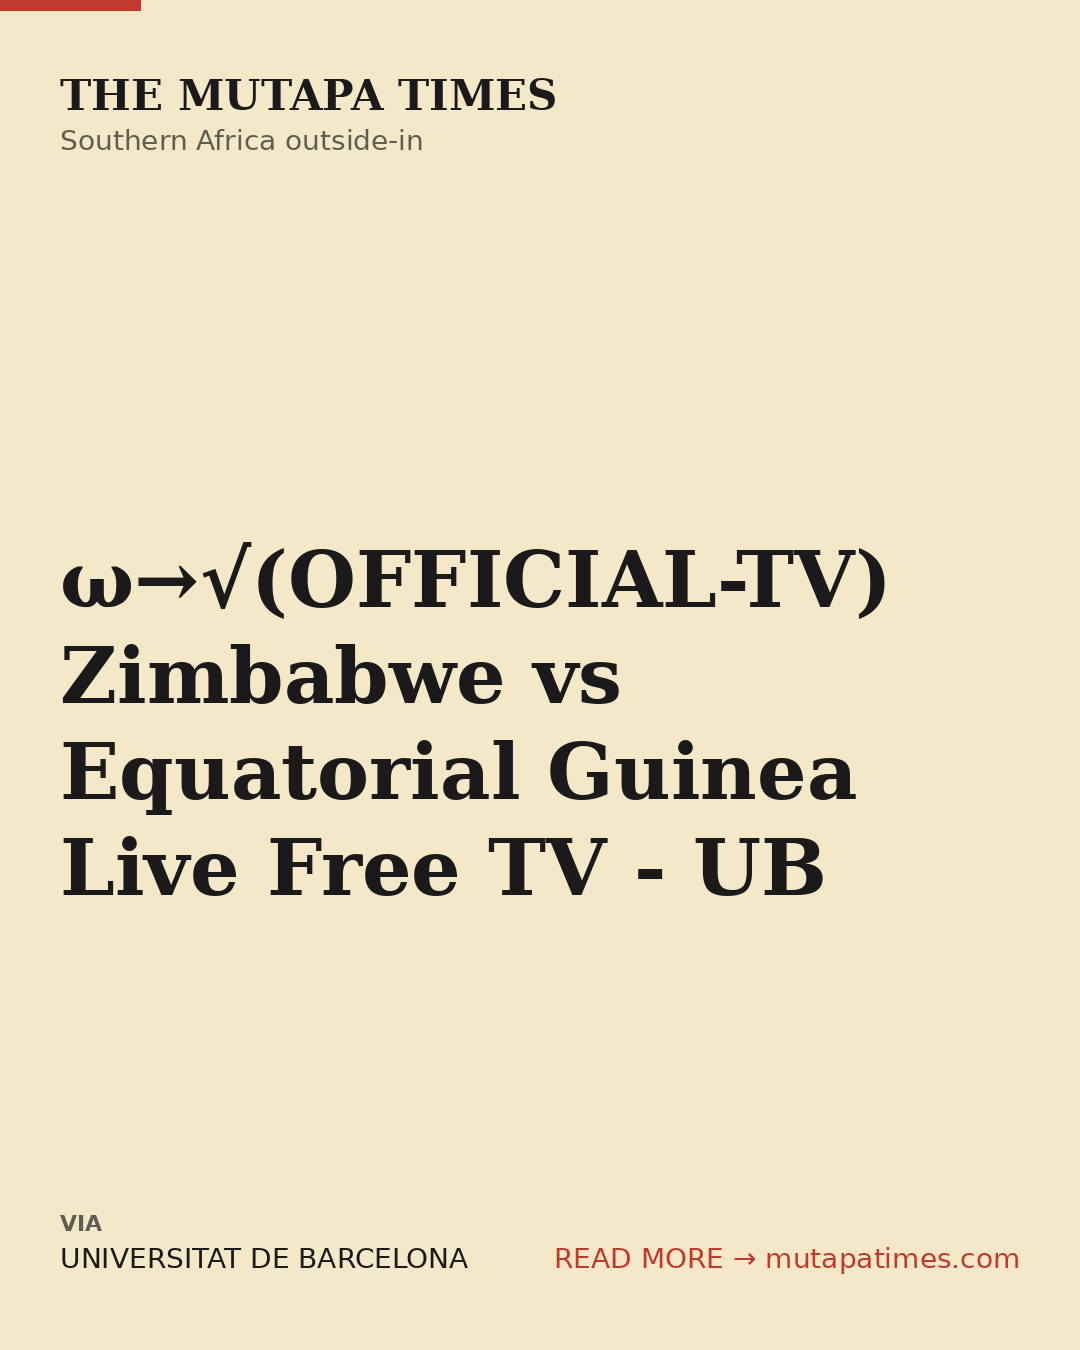 THE MUTAPA TIMES
Southern Africa outside-in
ω→√(OFFICIAL-TV)
Zimbabwe vs
Equatorial Guinea
Live Free TV - UB
VIA
UNIVERSITAT DE BARCELONA
READ MORE → mutapatimes.com